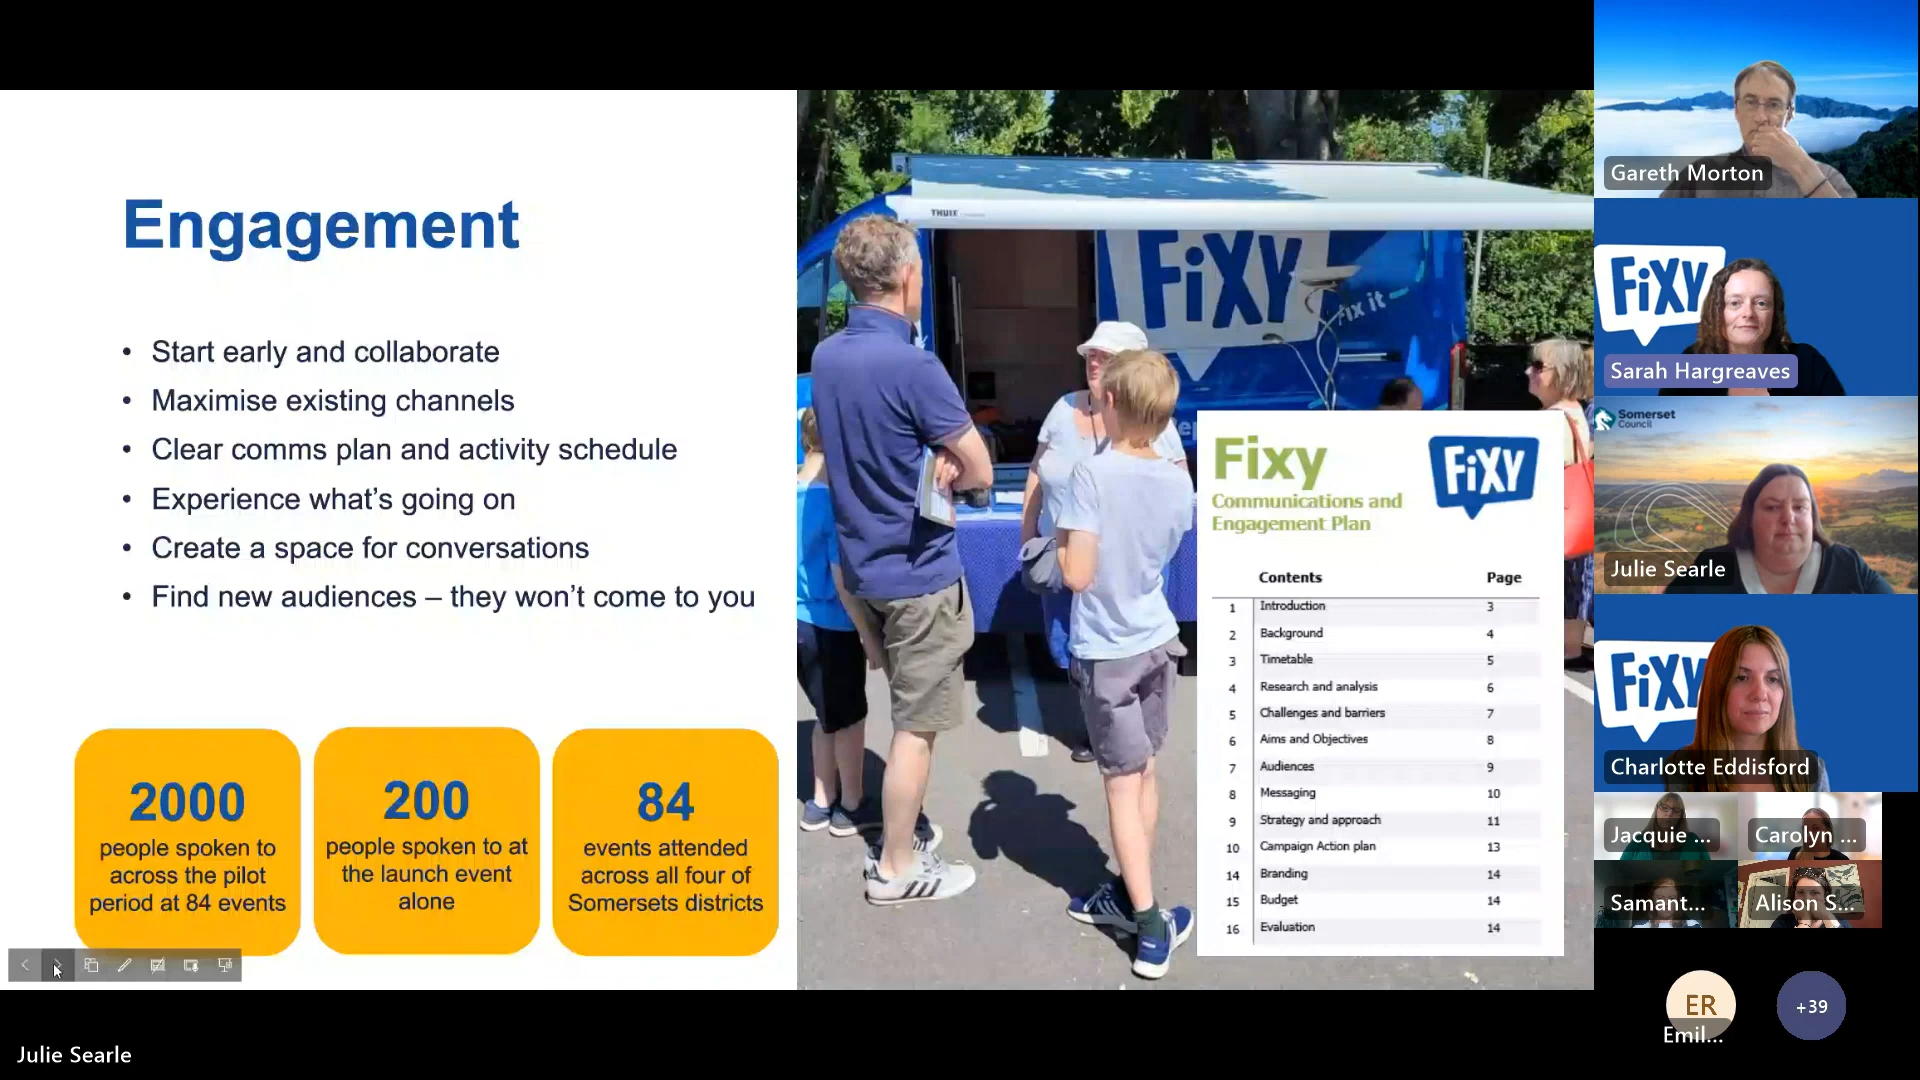 Engagement
• Start early and collaborate
• Maximise existing channels
• Clear comms plan and activity schedule
• Experience what's going on
• Create a space for conversations
• Find new audiences – they won't come to you
2000
people spoken to
across the pilot
period at 84 events
200
people spoken to at
the launch event
alone
84
events attended
across all four of
Somersets districts
THULE
FiXY
fix it
Fixy
Communications and
Engagement Plan
FiXY
Contents Page
1 Introduction 3
2 Background 4
3 Timetable 5
4 Research and analysis 6
5 Challenges and barriers 7
6 Aims and Objectives 8
7 Audiences 9
8 Messaging 10
9 Strategy and approach 11
10 Campaign Action plan 13
14 Branding 14
15 Budget 14
16 Evaluation 14
Gareth Morton
FiXY
Sarah Hargreaves
Somerset
Council
Julie Searle
FiXY
Charlotte Eddisford
Jacquie ...
Carolyn ...
Samant...
Alison S...
ER
Emil...
+39
Julie Searle